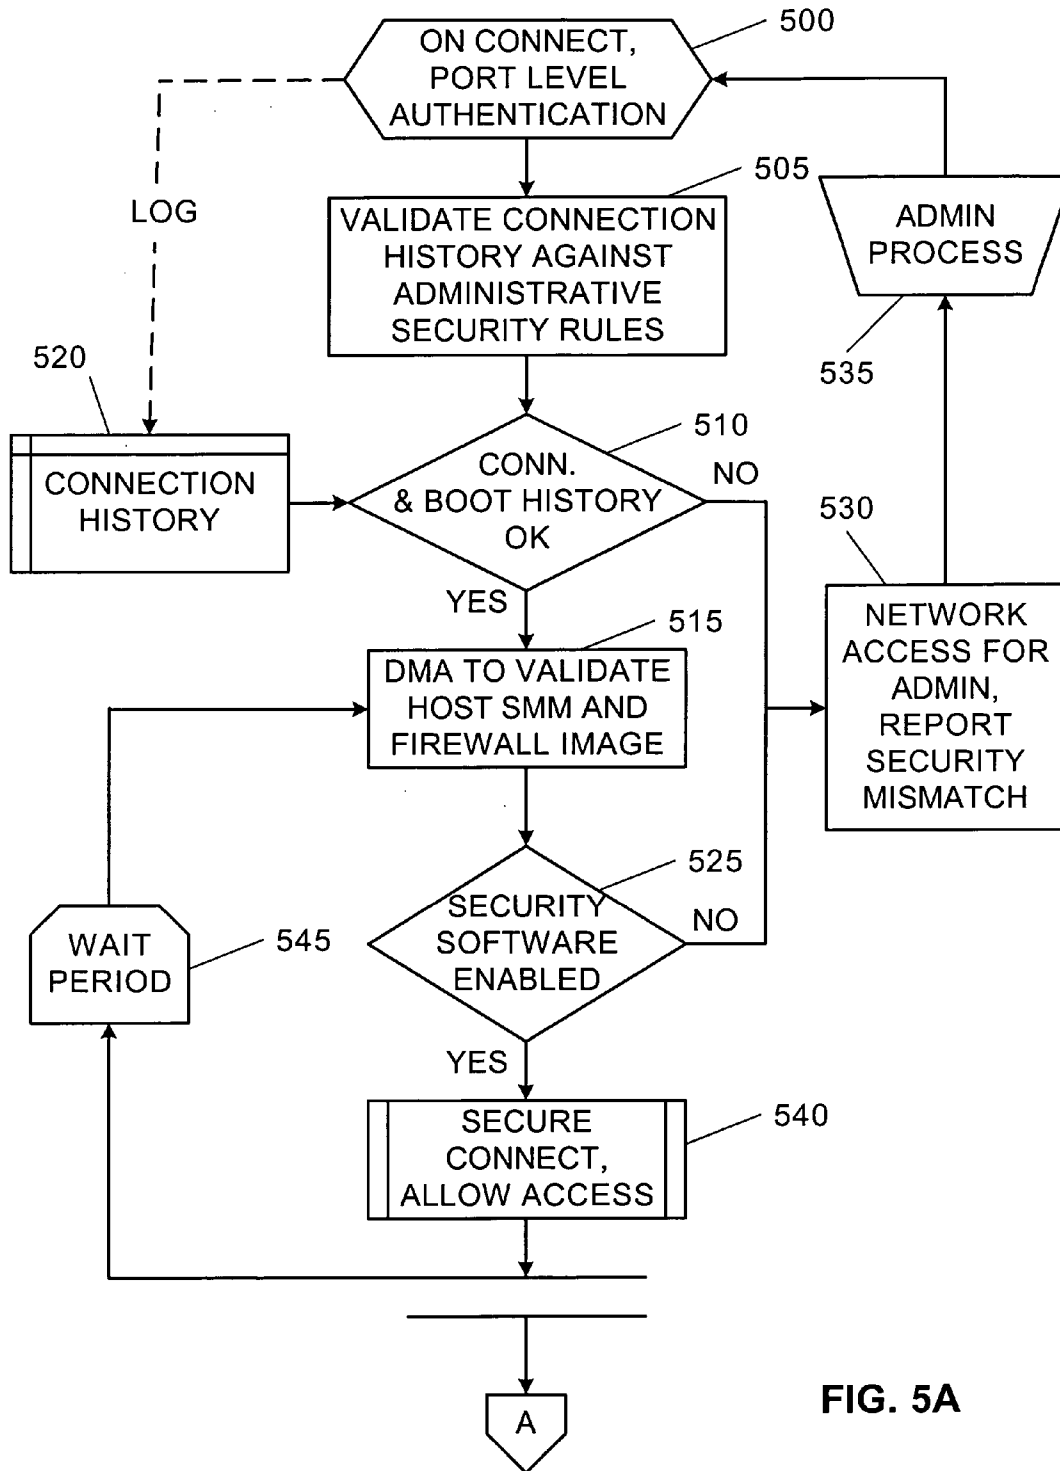 500
ON CONNECT,
PORT LEVEL
AUTHENTICATION
505
LOG
VALIDATE CONNECTION
HISTORY AGAINST
ADMINISTRATIVE
SECURITY RULES
ADMIN
PROCESS
535
520
CONNECTION
HISTORY
510
CONN.
& BOOT HISTORY
OK
NO
YES
530
NETWORK
ACCESS FOR
ADMIN,
REPORT
SECURITY
MISMATCH
515
DMA TO VALIDATE
HOST SMM AND
FIREWALL IMAGE
525
SECURITY
SOFTWARE
ENABLED
NO
YES
WAIT
PERIOD
545
540
SECURE
CONNECT,
ALLOW ACCESS
A
FIG. 5A